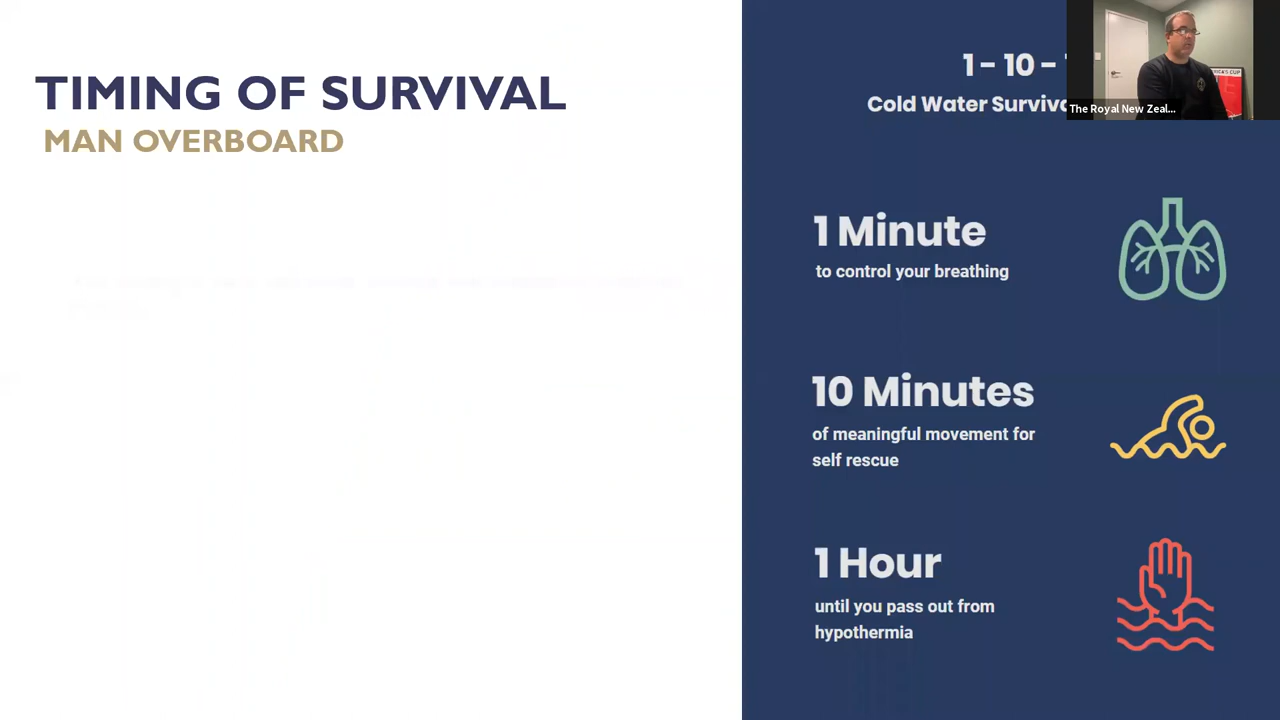 TIMING OF SURVIVAL
MAN OVERBOARD
1 - 10 -
Cold Water
The Royal New Zeal...
1 Minute
to control your breathing
10 Minutes
of meaningful movement for
self rescue
1 Hour
until you pass out from
hypothermia